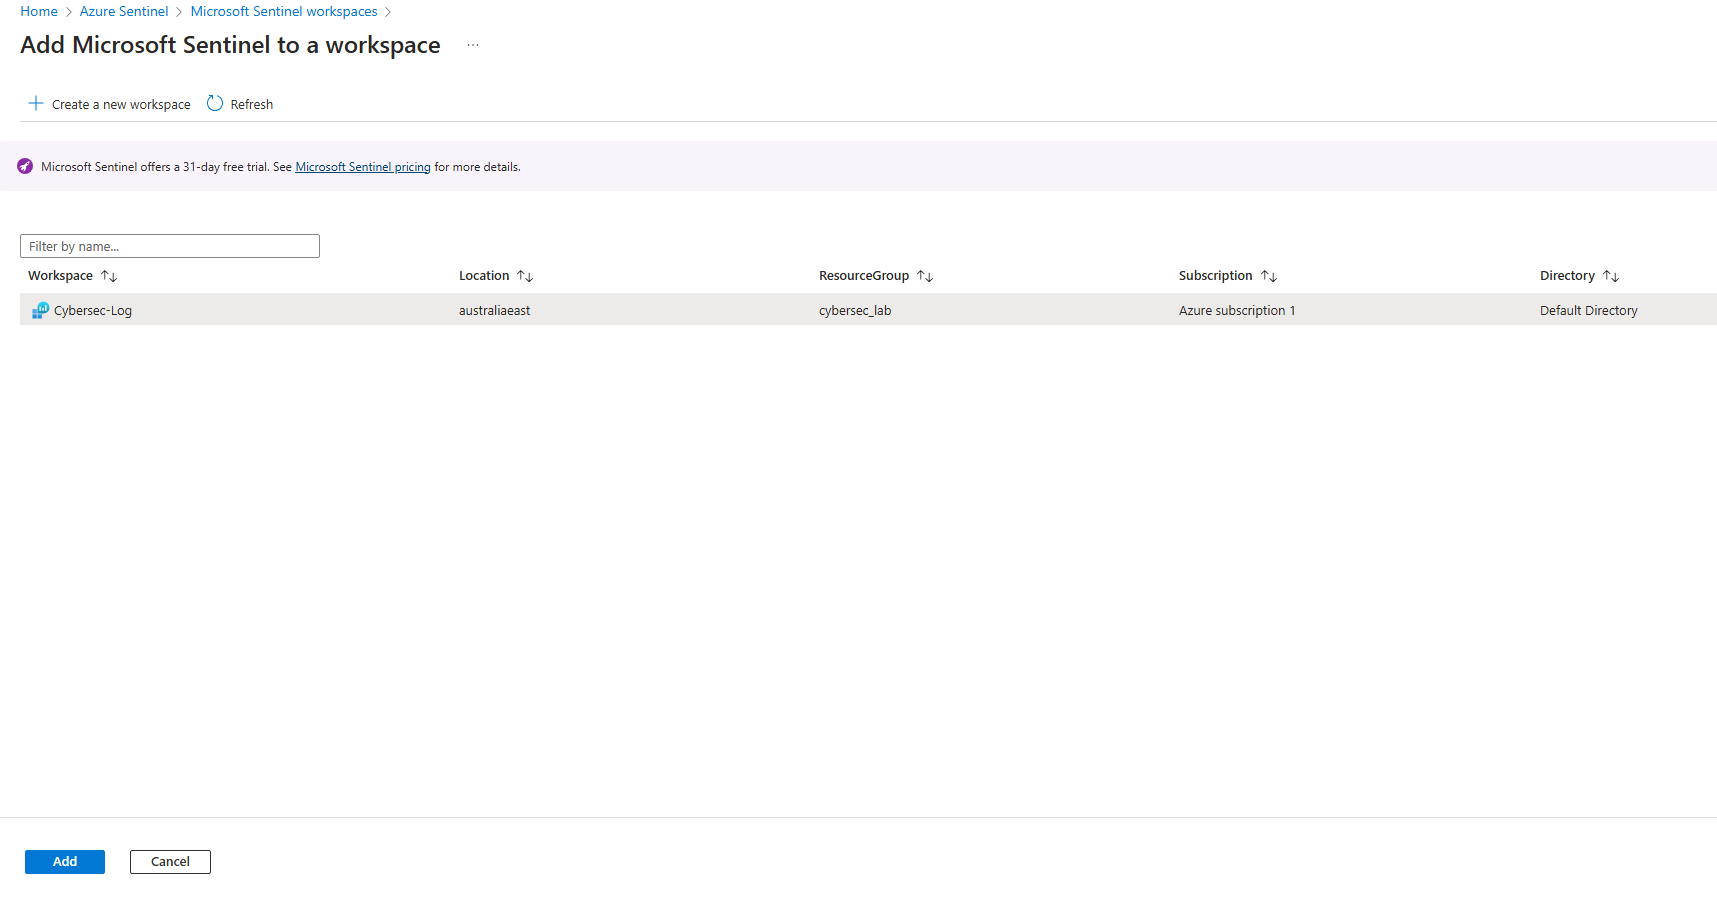 Home > Azure Sentinel > Microsoft Sentinel workspaces >
Add Microsoft Sentinel to a workspace ...
Create a new workspace Refresh
Microsoft Sentinel offers a 31-day free trial. See Microsoft Sentinel pricing for more details.
Filter by name...
Workspace ↑↓ Location ↑↓ ResourceGroup ↑↓ Subscription ↑↓ Directory ↑↓
Cybersec-Log australiaeast cybersec_lab Azure subscription 1 Default Directory
Add Cancel